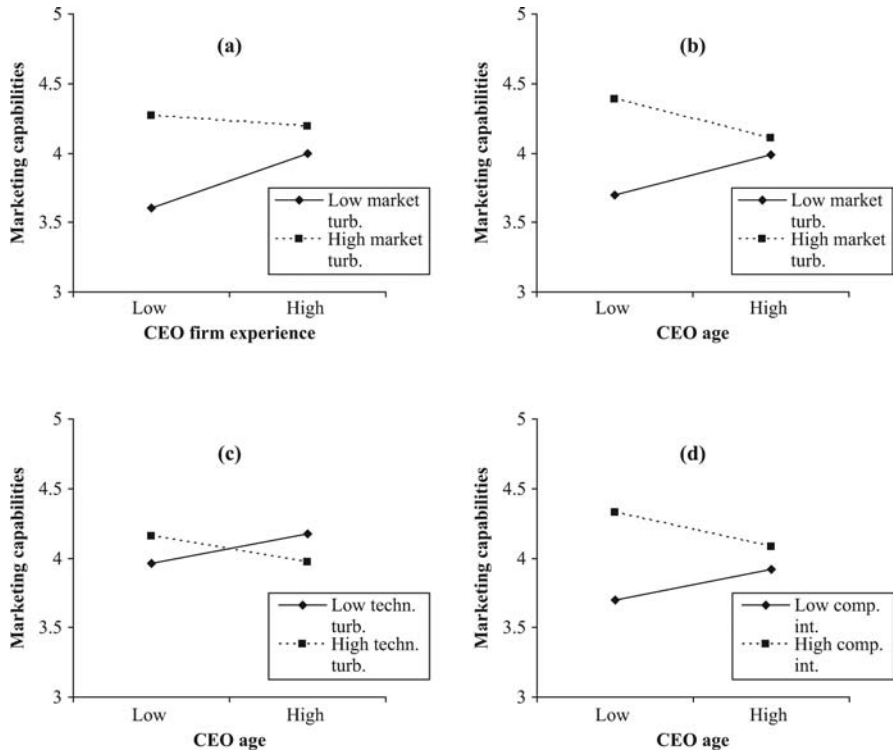 (a)
Marketing capabilities
5
4.5
4
3.5
3
Low market
turb.
High market
turb.
Low
High
CEO firm experience
(b)
Marketing capabilities
5
4.5
4
3.5
3
Low market
turb.
High market
turb.
Low
High
CEO age
(c)
Marketing capabilities
5
4.5
4
3.5
3
Low techn.
turb.
High techn.
turb.
Low
High
CEO age
(d)
Marketing capabilities
5
4.5
4
3.5
3
Low comp.
int.
High comp.
int.
Low
High
CEO age